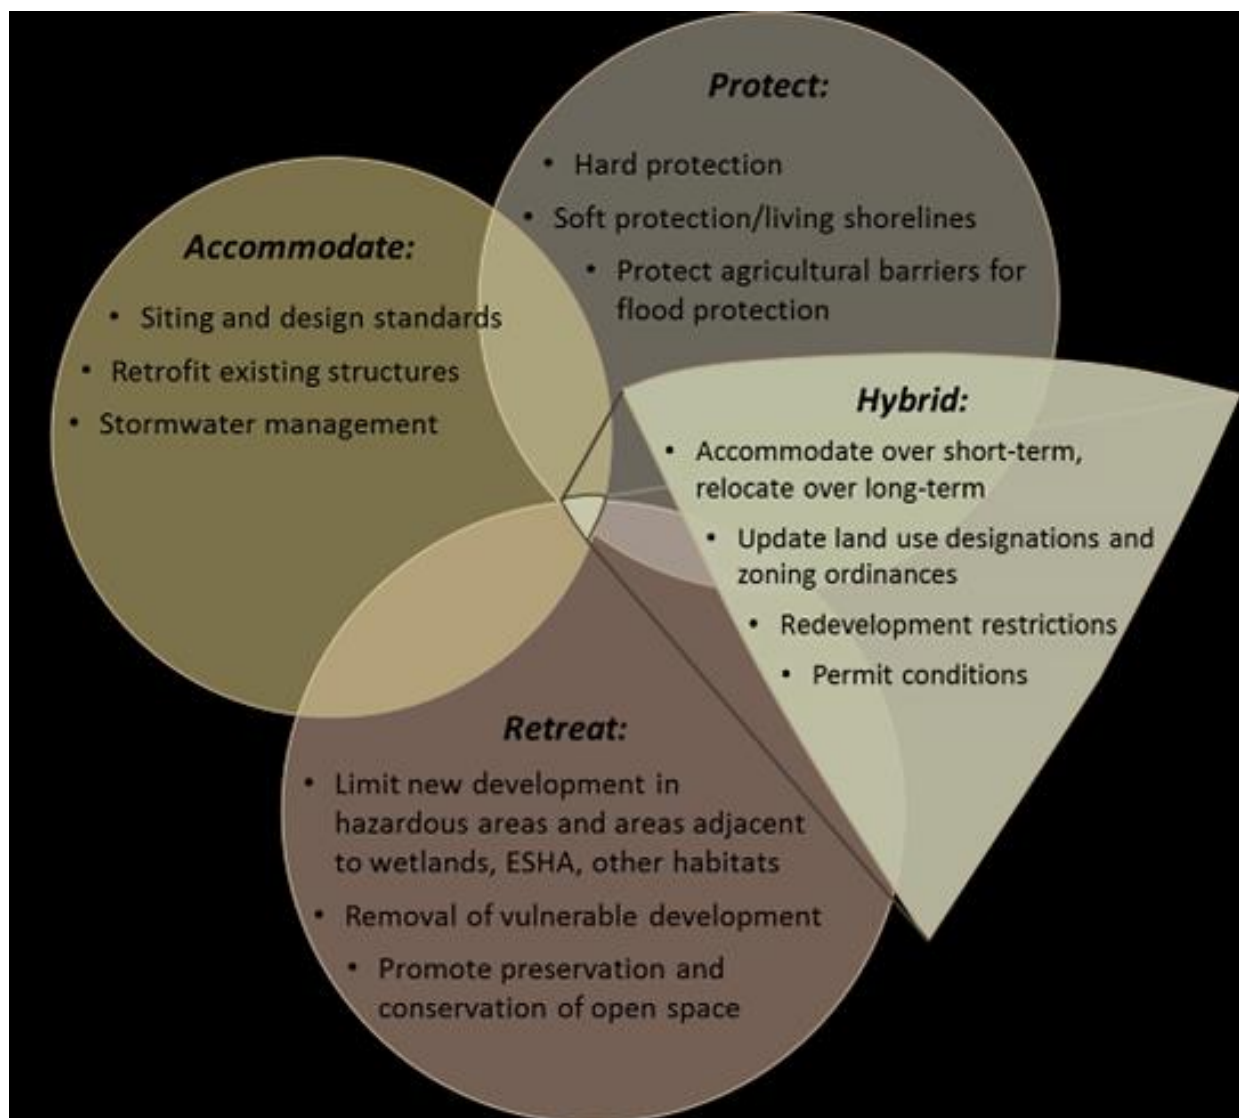 Protect:
• Hard protection
• Soft protection/living shorelines
• Protect agricultural barriers for
flood protection
Accommodate:
• Siting and design standards
• Retrofit existing structures
• Stormwater management
Hybrid:
• Accommodate over short-term,
relocate over long-term
• Update land use designations and
zoning ordinances
• Redevelopment restrictions
• Permit conditions
Retreat:
• Limit new development in
hazardous areas and areas adjacent
to wetlands, ESHA, other habitats
• Removal of vulnerable development
• Promote preservation and
conservation of open space